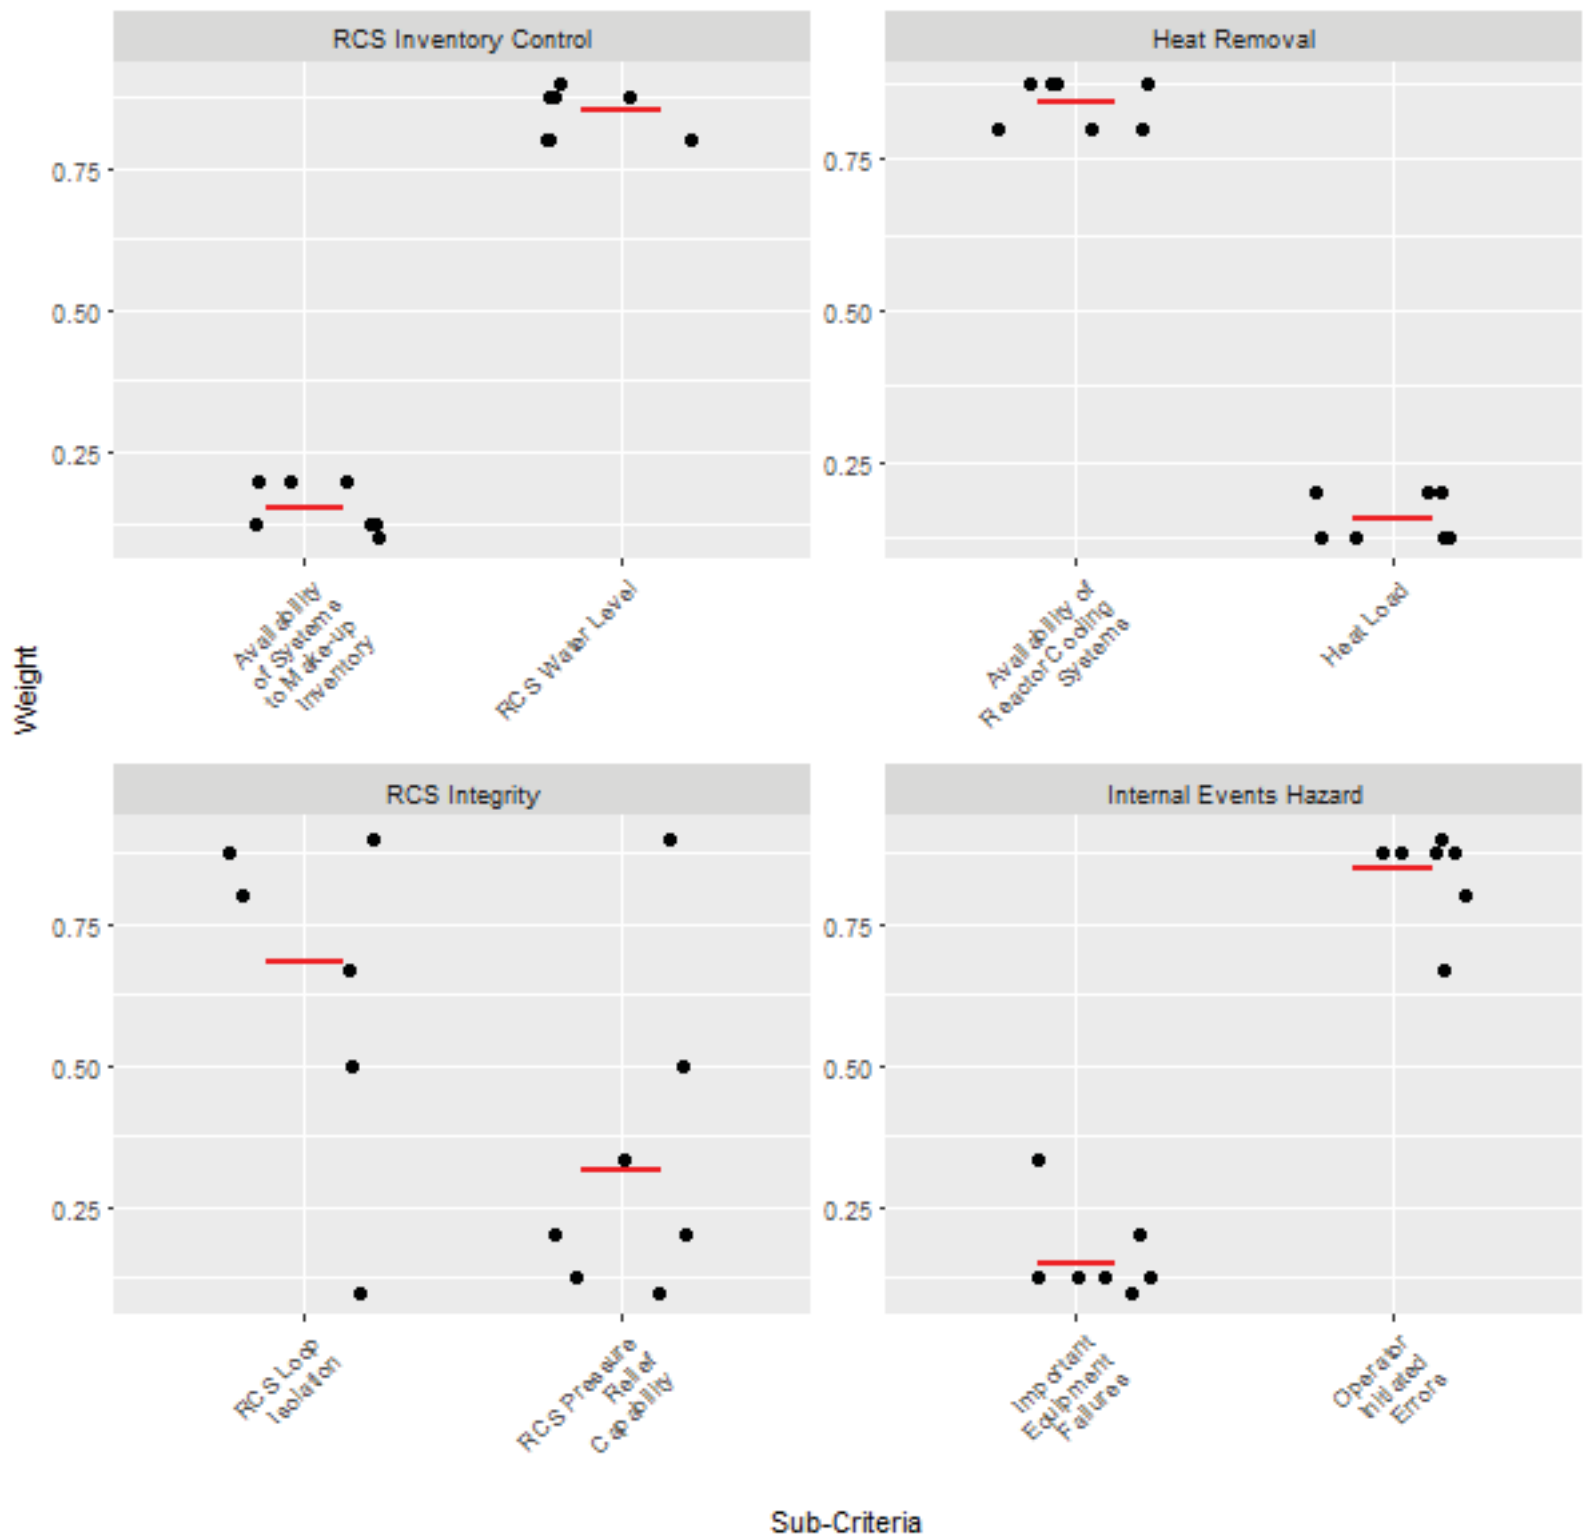 RCS Inventory Control
Heat Removal
0.75
0.50
0.25
0.75
0.50
0.25
Availability
of Systems
to Make-up
Inventory
RCS Water Level
Availability of
Reactor Cooling
Systems
Heat Load
Weight
RCS Integrity
Internal Events Hazard
0.75
0.50
0.25
0.75
0.50
0.25
RCS Loop
Isolation
RCS Pressure
Relief
Capability
Important
Equipment
Failures
Operator
Initiated
Errors
Sub-Criteria